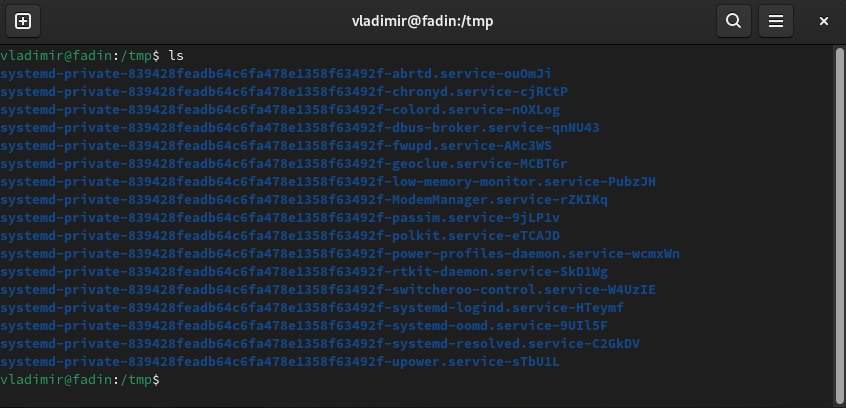 vladimir@fadin:/tmp
vladimir@fadin:/tmp$ ls
systemd-private-839428feadb64c6fa478e1358f63492f-abrtd.service-ouOmJi
systemd-private-839428feadb64c6fa478e1358f63492f-chronyd.service-cjRCtP
systemd-private-839428feadb64c6fa478e1358f63492f-colord.service-nOXLog
systemd-private-839428feadb64c6fa478e1358f63492f-dbus-broker.service-qnNU43
systemd-private-839428feadb64c6fa478e1358f63492f-fwupd.service-AMc3WS
systemd-private-839428feadb64c6fa478e1358f63492f-geoclue.service-MCBT6r
systemd-private-839428feadb64c6fa478e1358f63492f-low-memory-monitor.service-PubzJH
systemd-private-839428feadb64c6fa478e1358f63492f-ModemManager.service-rZKIKq
systemd-private-839428feadb64c6fa478e1358f63492f-passim.service-9jLP1v
systemd-private-839428feadb64c6fa478e1358f63492f-polkit.service-eTCAJD
systemd-private-839428feadb64c6fa478e1358f63492f-power-profiles-daemon.service-wcmxWn
systemd-private-839428feadb64c6fa478e1358f63492f-rtkit-daemon.service-SkD1Wg
systemd-private-839428feadb64c6fa478e1358f63492f-switcheroo-control.service-W4UzIE
systemd-private-839428feadb64c6fa478e1358f63492f-systemd-logind.service-HTeymf
systemd-private-839428feadb64c6fa478e1358f63492f-systemd-oomd.service-9UIl5F
systemd-private-839428feadb64c6fa478e1358f63492f-systemd-resolved.service-C2GkDV
systemd-private-839428feadb64c6fa478e1358f63492f-upower.service-sTbU1L
vladimir@fadin:/tmp$